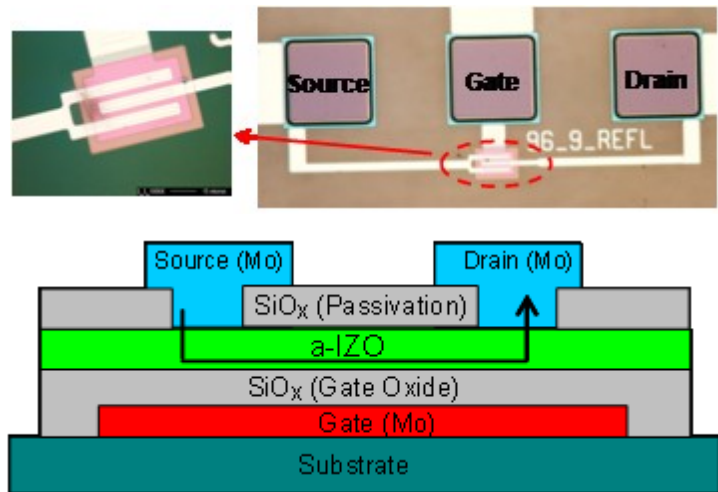 Source
Gate
Drain
96_9_REFL
Source (Mo)
Drain (Mo)
SiOX (Passivation)
a-IZO
SiOX (Gate Oxide)
Gate (Mo)
Substrate